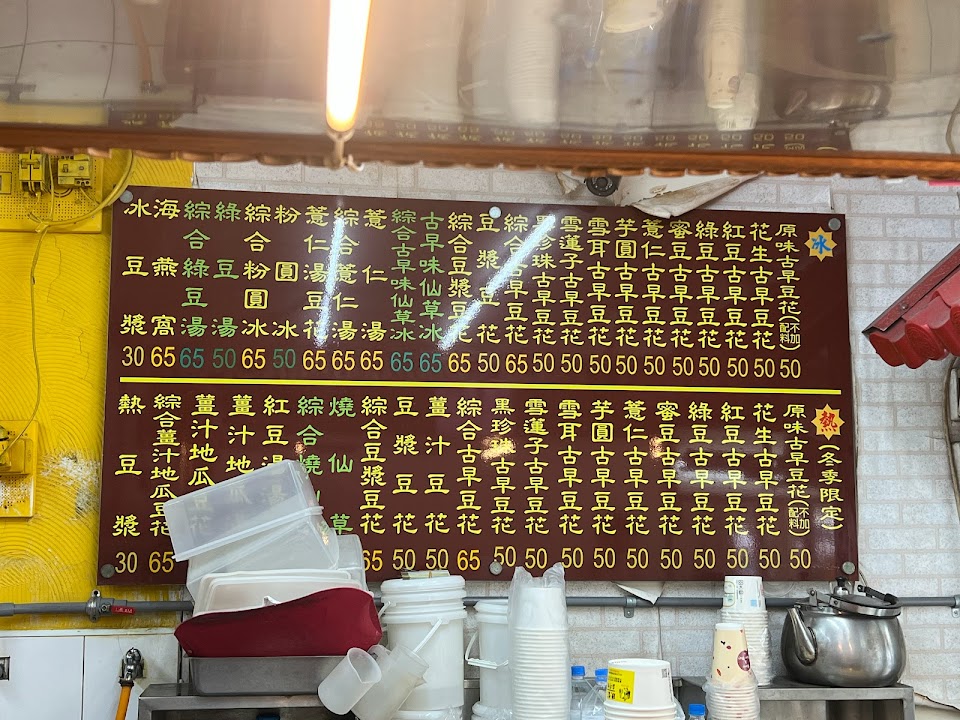 冰
原味古早豆花(不加配料) 50
花生古早豆花 50
紅豆古早豆花 50
綠豆古早豆花 50
蜜豆古早豆花 50
薏仁古早豆花 50
芋圓古早豆花 50
雪耳古早豆花 50
雪蓮子古早豆花 50
黑珍珠古早豆花 50
綜合古早豆花 65
豆漿豆花 50
綜合豆漿豆花 65
古早味仙草冰 65
綜合古早味仙草冰 65
薏仁湯 65
綜合薏仁湯 65
薏仁湯豆花 65
粉圓冰 50
綜合粉圓冰 65
綠豆湯 50
綜合綠豆湯 65
海燕窩 65
冰豆漿 30
熱(冬季限定)
原味古早豆花(不加配料) 50
花生古早豆花 50
紅豆古早豆花 50
綠豆古早豆花 50
蜜豆古早豆花 50
薏仁古早豆花 50
芋圓古早豆花 50
雪耳古早豆花 50
雪蓮子古早豆花 50
黑珍珠古早豆花 50
綜合古早豆花 65
薑汁豆花 50
豆漿豆花 50
綜合豆漿豆花 65
燒仙草
綜合燒
紅豆
薑汁地
薑汁地瓜
綜合薑汁地瓜豆花 65
熱豆漿 30